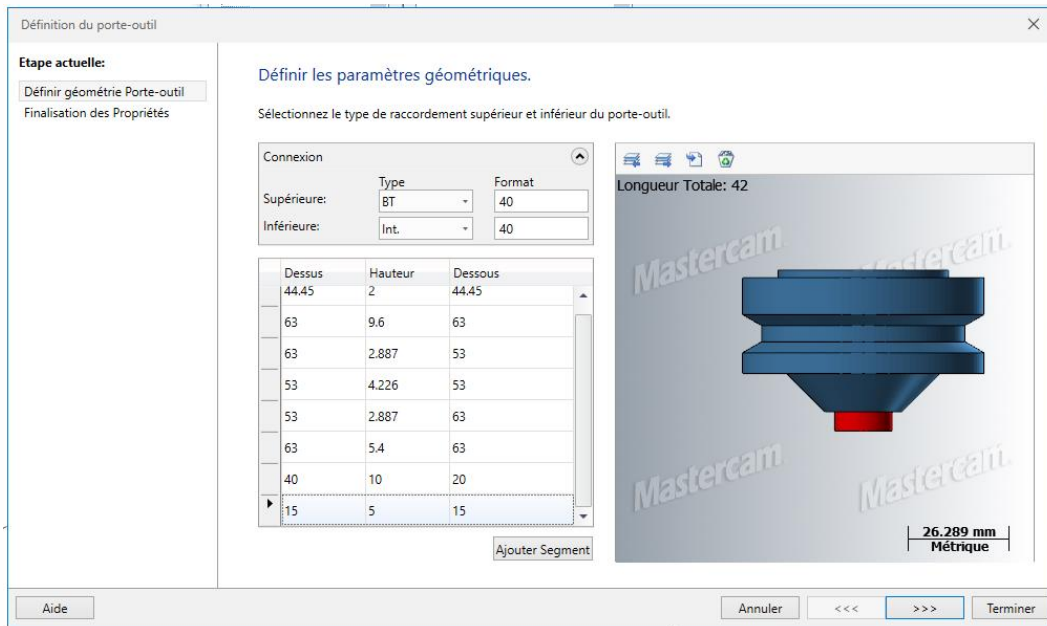 Définition du porte-outil
Etape actuelle:
Définir géométrie Porte-outil
Finalisation des Propriétés
Définir les paramètres géométriques.
Sélectionnez le type de raccordement supérieur et inférieur du porte-outil.
Connexion
Type Format
Supérieure: BT 40
Inférieure: Int. 40
Dessus Hauteur Dessous
44.45 2 44.45
63 9.6 63
63 2.887 53
53 4.226 53
53 2.887 63
63 5.4 63
40 10 20
15 5 15
Ajouter Segment
Longueur Totale: 42
Mastercam. Mastercam.
Mastercam. Mastercam.
26.289 mm
Métrique
Aide Annuler <<< >>> Terminer